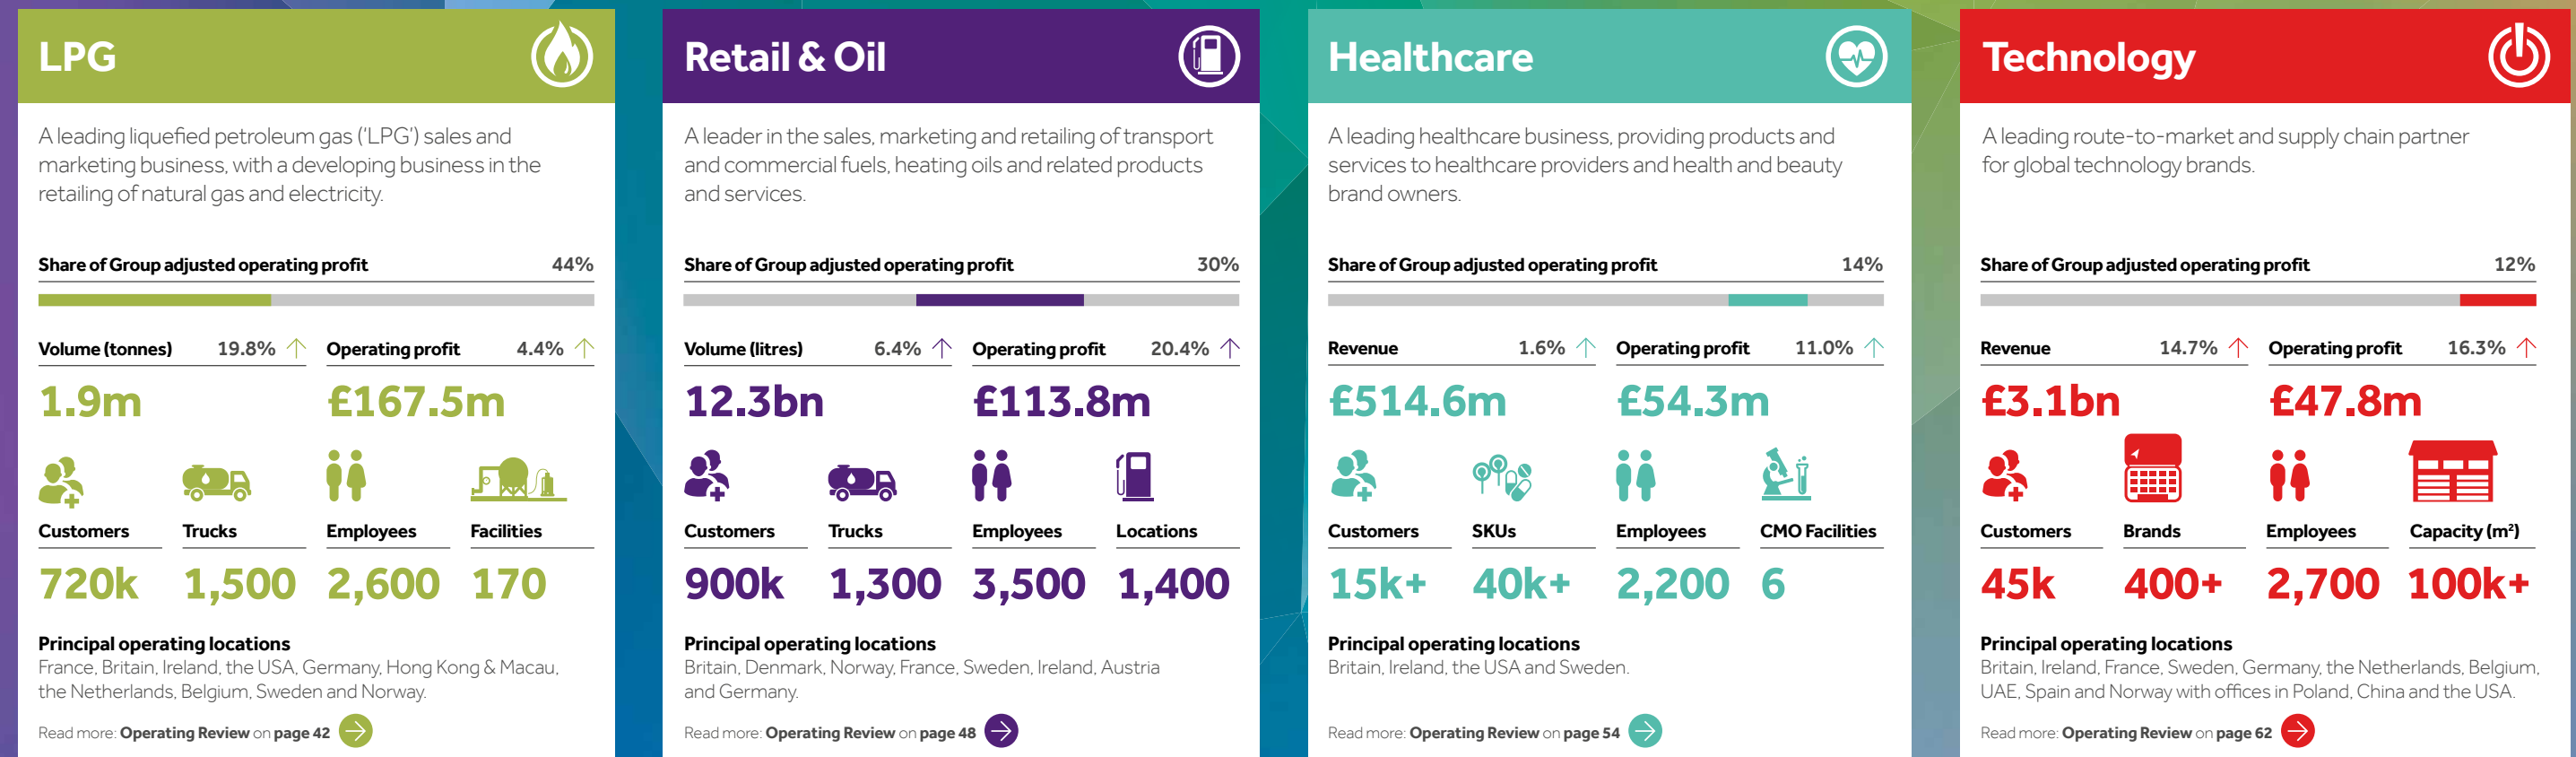 LPG
A leading liquefied petroleum gas ('LPG') sales and
marketing business, with a developing business in the
retailing of natural gas and electricity.
Share of Group adjusted operating profit 44%
Volume (tonnes) 19.8% ↑ Operating profit 4.4% ↑
1.9m £167.5m
Customers Trucks Employees Facilities
720k 1,500 2,600 170
Principal operating locations
France, Britain, Ireland, the USA, Germany, Hong Kong & Macau,
the Netherlands, Belgium, Sweden and Norway.
Read more: Operating Review on page 42
Retail & Oil
A leader in the sales, marketing and retailing of transport
and commercial fuels, heating oils and related products
and services.
Share of Group adjusted operating profit 30%
Volume (litres) 6.4% ↑ Operating profit 20.4% ↑
12.3bn £113.8m
Customers Trucks Employees Locations
900k 1,300 3,500 1,400
Principal operating locations
Britain, Denmark, Norway, France, Sweden, Ireland, Austria
and Germany.
Read more: Operating Review on page 48
Healthcare
A leading healthcare business, providing products and
services to healthcare providers and health and beauty
brand owners.
Share of Group adjusted operating profit 14%
Revenue 1.6% ↑ Operating profit 11.0% ↑
£514.6m £54.3m
Customers SKUs Employees CMO Facilities
15k+ 40k+ 2,200 6
Principal operating locations
Britain, Ireland, the USA and Sweden.
Read more: Operating Review on page 54
Technology
A leading route-to-market and supply chain partner
for global technology brands.
Share of Group adjusted operating profit 12%
Revenue 14.7% ↑ Operating profit 16.3% ↑
£3.1bn £47.8m
Customers Brands Employees Capacity (m²)
45k 400+ 2,700 100k+
Principal operating locations
Britain, Ireland, France, Sweden, Germany, the Netherlands, Belgium,
UAE, Spain and Norway with offices in Poland, China and the USA.
Read more: Operating Review on page 62